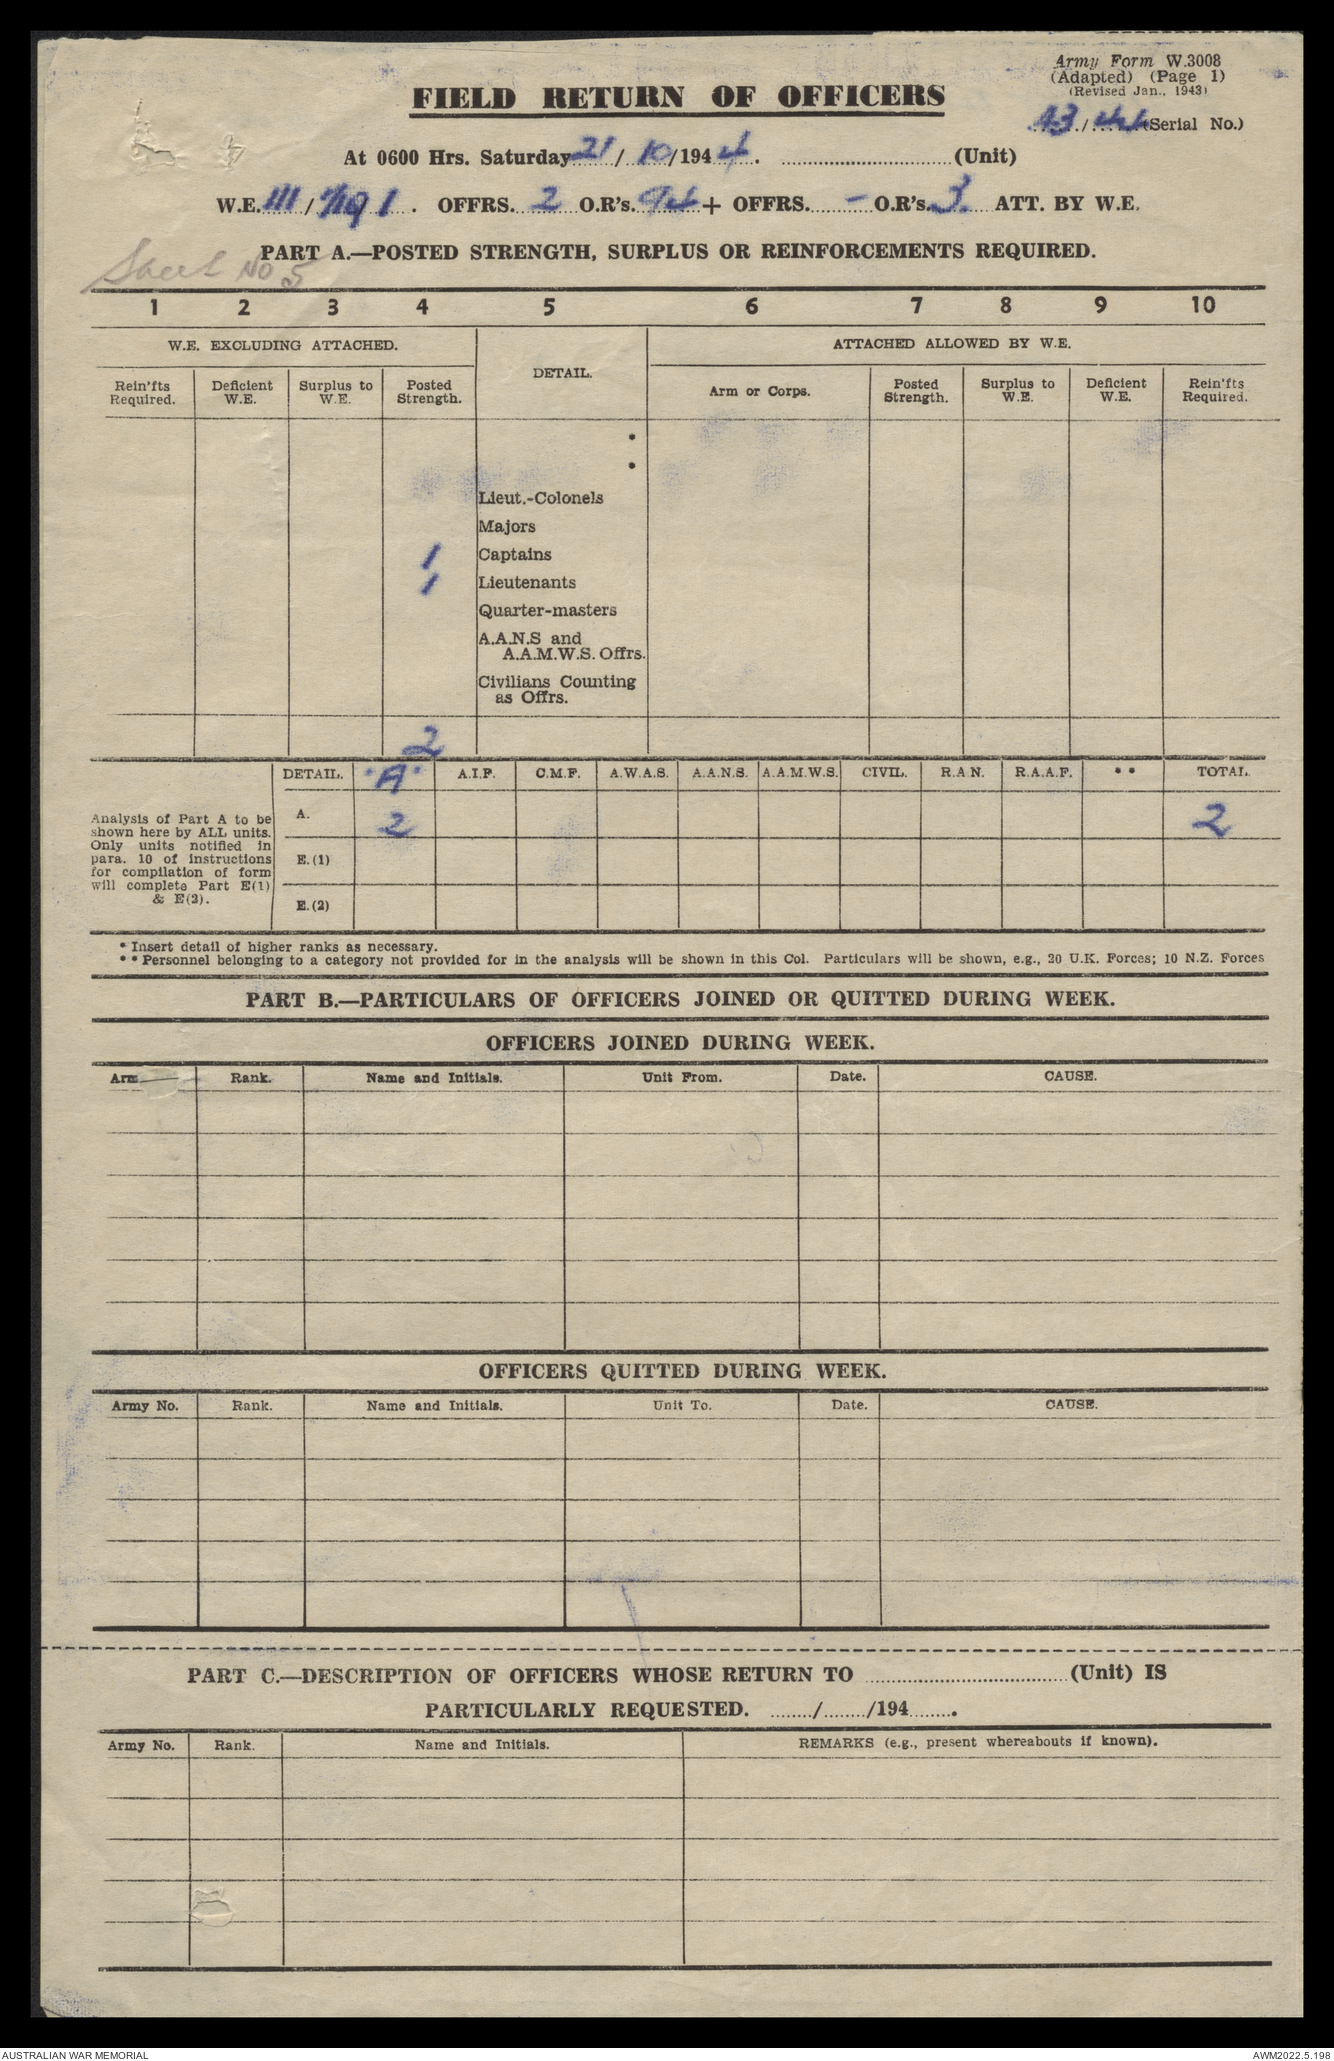 Army Form W.3008
(Adapted) (Page 1)
(Revised Jan., 1943)
FIELD RETURN OF OFFICERS
43/44 (Serial No.)
At 0600 Hrs. Saturday 21/10/1944. (Unit)
W.E. III/ 1. OFFRS. 2 O.R's. 94 + OFFRS. - O.R's. 3. ATT. BY W.E.
PART A.—POSTED STRENGTH, SURPLUS OR REINFORCEMENTS REQUIRED.
Sheet No 5
1 2 3 4 5 6 7 8 9 10
W.E. EXCLUDING ATTACHED. DETAIL. ATTACHED ALLOWED BY W.E.
Rein'fts Required. Deficient W.E. Surplus to W.E. Posted Strength. Arm or Corps. Posted Strength. Surplus to W.E. Deficient W.E. Rein'fts Required.
*
*
Lieut.-Colonels
Majors
1 Captains
1 Lieutenants
Quarter-masters
A.A.N.S and
A.A.M.W.S. Offrs.
Civilians Counting
as Offrs.
2
DETAIL. "A" A.I.F. C.M.F. A.W.A.S. A.A.N.S. A.A.M.W.S. CIVIL. R.A.N. R.A.A.F. * * TOTAL
A. 2 2
E.(1)
E.(2)
Analysis of Part A to be
shown here by ALL units.
Only units notified in
para. 10 of instructions
for compilation of form
will complete Part E(1)
& E(2).
* Insert detail of higher ranks as necessary.
* * Personnel belonging to a category not provided for in the analysis will be shown in this Col. Particulars will be shown, e.g., 20 U.K. Forces; 10 N.Z. Forces
PART B.—PARTICULARS OF OFFICERS JOINED OR QUITTED DURING WEEK.
OFFICERS JOINED DURING WEEK.
Arm Rank. Name and Initials. Unit From. Date. CAUSE.
OFFICERS QUITTED DURING WEEK.
Army No. Rank. Name and Initials. Unit To. Date. CAUSE.
PART C.—DESCRIPTION OF OFFICERS WHOSE RETURN TO (Unit) IS
PARTICULARLY REQUESTED. ......../......../194........
Army No. Rank. Name and Initials. REMARKS (e.g., present whereabouts if known).
AUSTRALIAN WAR MEMORIAL AWM2022.5.198